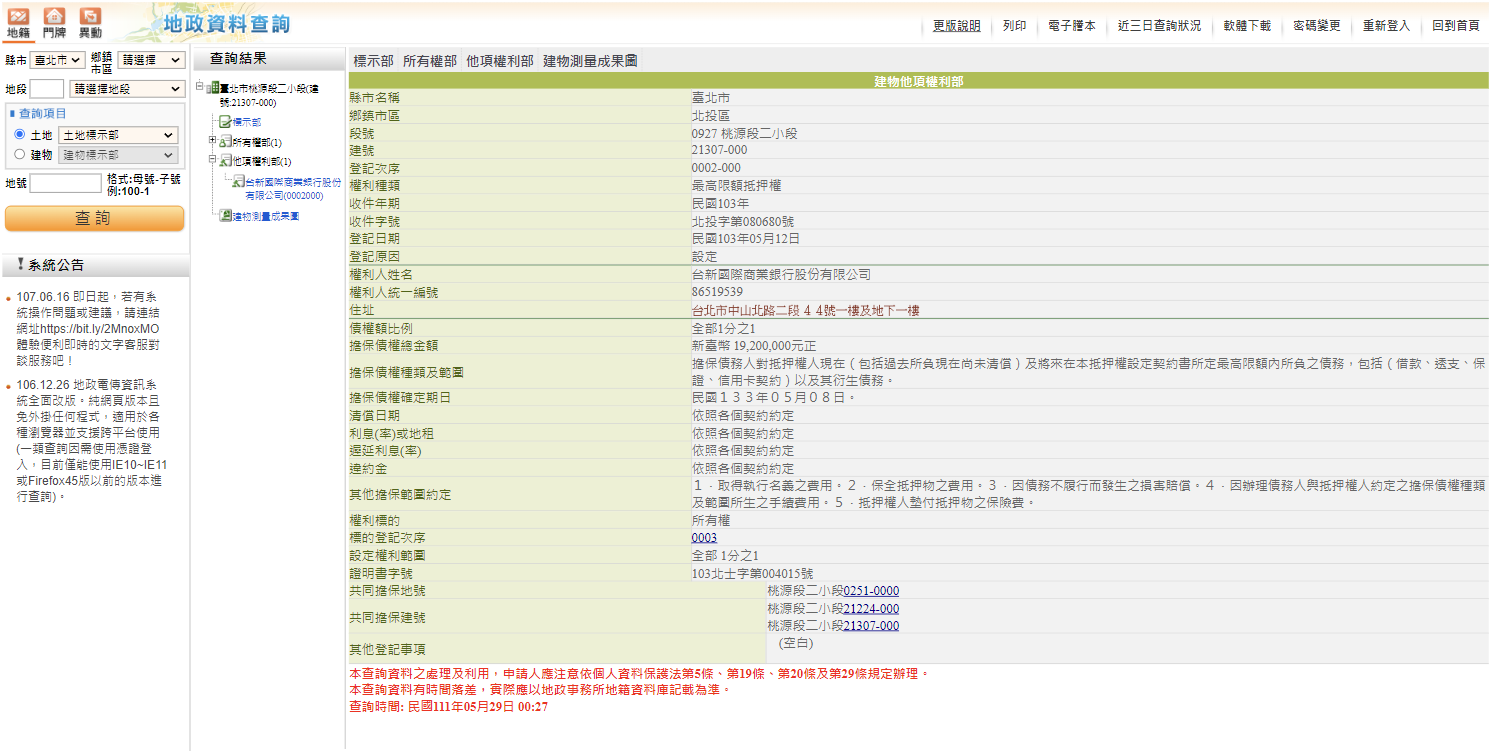 地籍 門牌 異動
地政資料查詢
更版說明 列印 電子謄本 近三日查詢狀況 軟體下載 密碼變更 重新登入 回到首頁
縣市 臺北市 鄉鎮市區 請選擇
地段 請選擇地段
查詢項目
土地 土地標示部
建物 建物標示部
地號 格式:母號-子號
例:100-1
查詢
系統公告
107.06.16 即日起，若有系
統操作問題或建議，請連結
網址https://bit.ly/2MnoxMO
體驗便利即時的文字客服對
談服務吧！
106.12.26 地政電傳資訊系
統全面改版。純網頁版本且
免外掛任何程式，適用於各
種瀏覽器並支援跨平台使用
(一類查詢因需使用憑證登
入，目前僅能使用IE10~IE11
或Firefox45版以前的版本進
行查詢)。
查詢結果
臺北市桃源段二小段(建
號:21307-000)
標示部
所有權部(1)
他項權利部(1)
台新國際商業銀行股份
有限公司(0002000)
建物測量成果圖
標示部 所有權部 他項權利部 建物測量成果圖
建物他項權利部
縣市名稱 臺北市
鄉鎮市區 北投區
段號 0927 桃源段二小段
建號 21307-000
登記次序 0002-000
權利種類 最高限額抵押權
收件年期 民國103年
收件字號 北投字第080680號
登記日期 民國103年05月12日
登記原因 設定
權利人姓名 台新國際商業銀行股份有限公司
權利人統一編號 86519539
住址 台北市中山北路二段４４號一樓及地下一樓
債權額比例 全部1分之1
擔保債權總金額 新臺幣 19,200,000元正
擔保債權種類及範圍 擔保債務人對抵押權人現在（包括過去所負現在尚未清償）及將來在本抵押權設定契約書所定最高限額內所負之債務，包括（借款、透支、保
證、信用卡契約）以及其衍生債務。
擔保債權確定期日 民國１３３年０５月０８日。
清償日期 依照各個契約約定
利息(率)或地租 依照各個契約約定
遲延利息(率) 依照各個契約約定
違約金 依照各個契約約定
其他擔保範圍約定 １．取得執行名義之費用。２．保全抵押物之費用。３．因債務不履行而發生之損害賠償。４．因辦理債務人與抵押權人約定之擔保債權種類
及範圍所生之手續費用。５．抵押權人墊付抵押物之保險費。
權利標的 所有權
標的登記次序 0003
設定權利範圍 全部 1分之1
證明書字號 103北士字第004015號
共同擔保地號 桃源段二小段0251-0000
共同擔保建號 桃源段二小段21224-000
桃源段二小段21307-000
其他登記事項 (空白)
本查詢資料之處理及利用，申請人應注意依個人資料保護法第5條、第19條、第20條及第29條規定辦理。
本查詢資料有時間落差，實際應以地政事務所地籍資料庫記載為準。
查詢時間: 民國111年05月29日 00:27